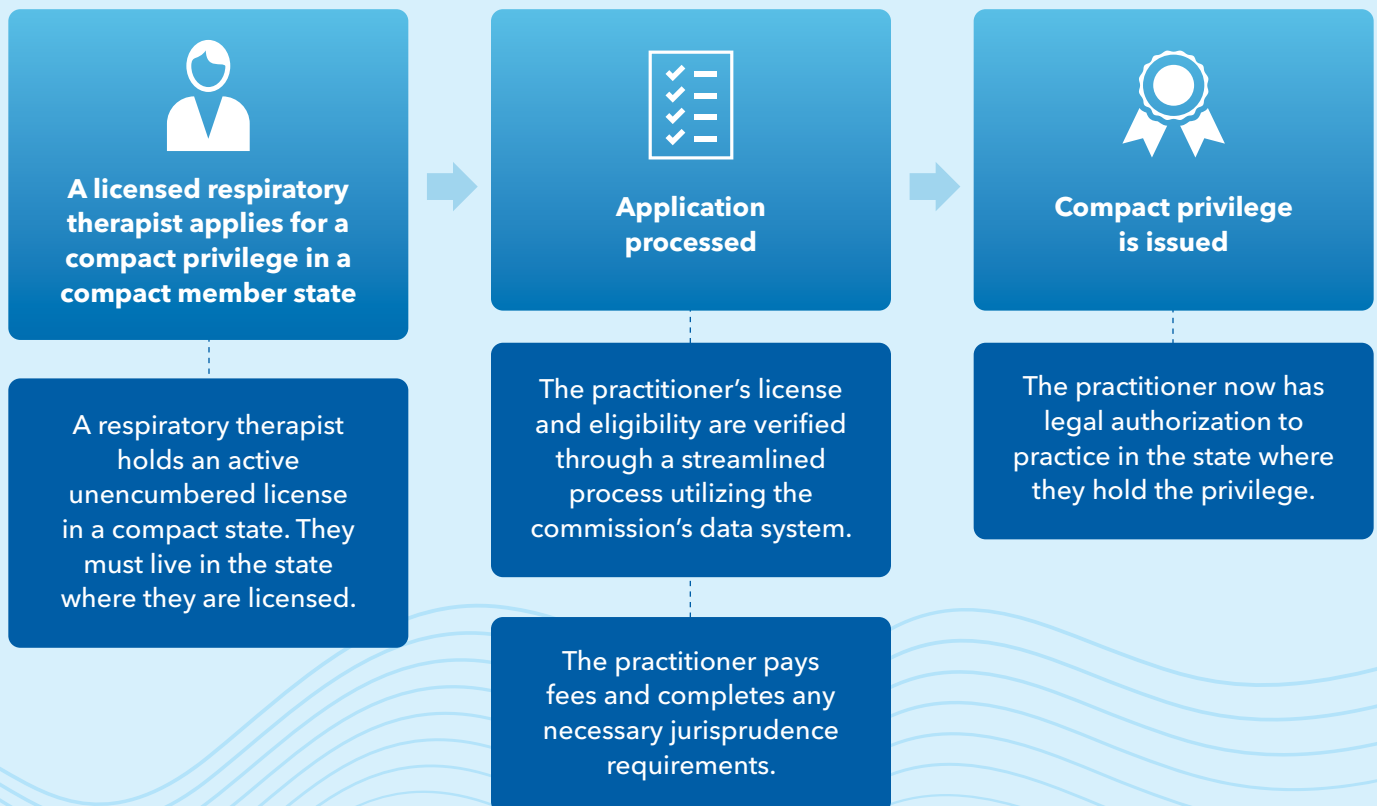 A licensed respiratory
therapist applies for a
compact privilege in a
compact member state
A respiratory therapist
holds an active
unencumbered license
in a compact state. They
must live in the state
where they are licensed.
Application
processed
The practitioner’s license
and eligibility are verified
through a streamlined
process utilizing the
commission’s data system.
The practitioner pays
fees and completes any
necessary jurisprudence
requirements.
Compact privilege
is issued
The practitioner now has
legal authorization to
practice in the state where
they hold the privilege.